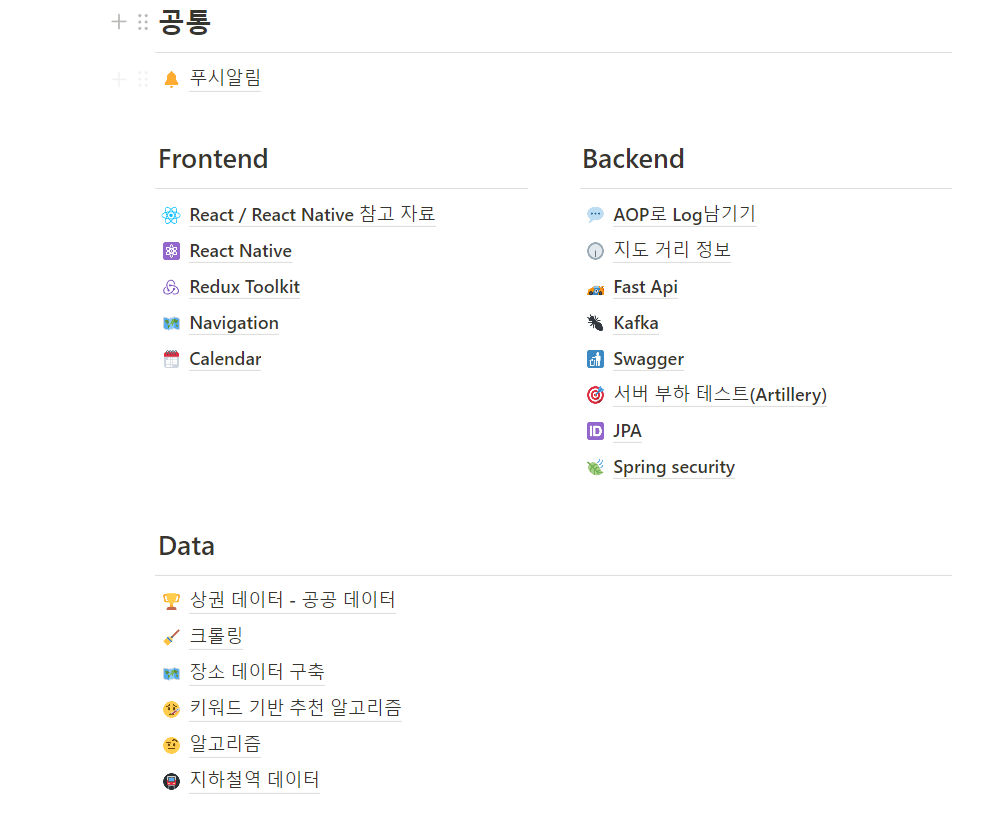 공통
푸시알림
Frontend
React / React Native 참고 자료
React Native
Redux Toolkit
Navigation
Calendar
Backend
AOP로 Log남기기
지도 거리 정보
Fast Api
Kafka
Swagger
서버 부하 테스트(Artillery)
JPA
Spring security
Data
상권 데이터 - 공공 데이터
크롤링
장소 데이터 구축
키워드 기반 추천 알고리즘
알고리즘
지하철역 데이터